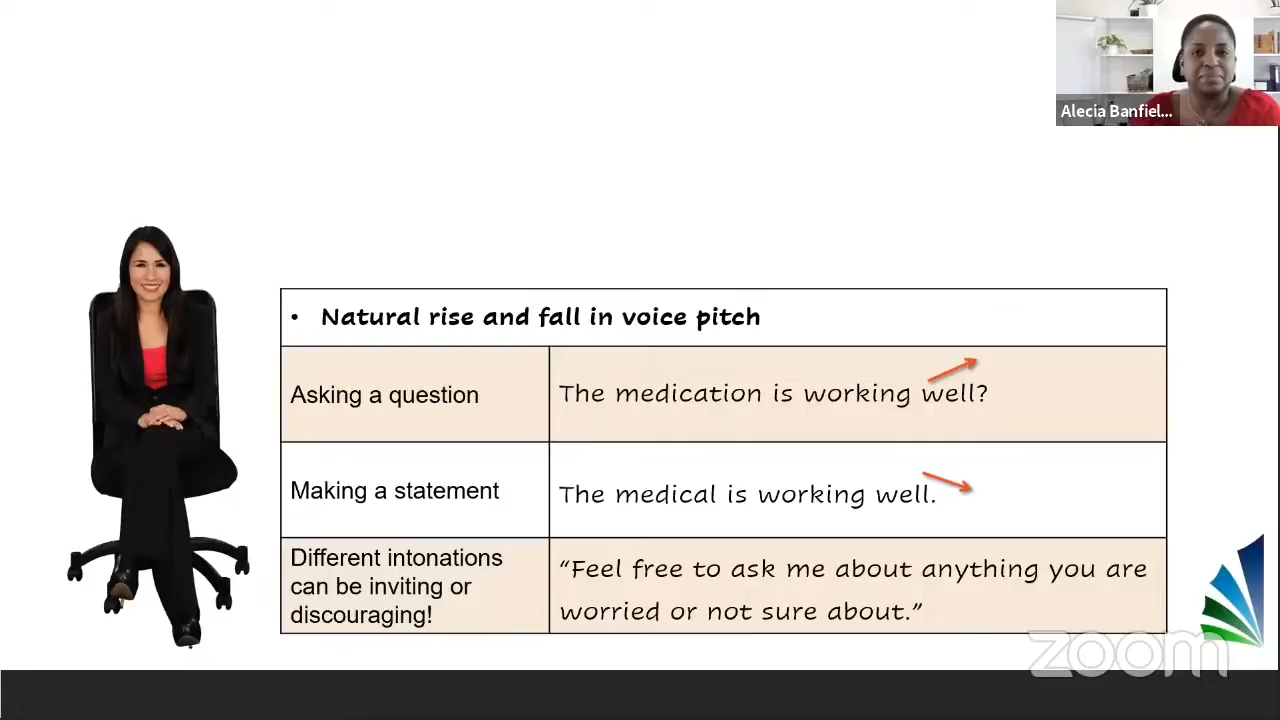 Alecia Banfiel...
• Natural rise and fall in voice pitch
Asking a question
The medication is working well?
Making a statement
The medical is working well.
Different intonations
can be inviting or
discouraging!
“Feel free to ask me about anything you are
worried or not sure about.”
zoom